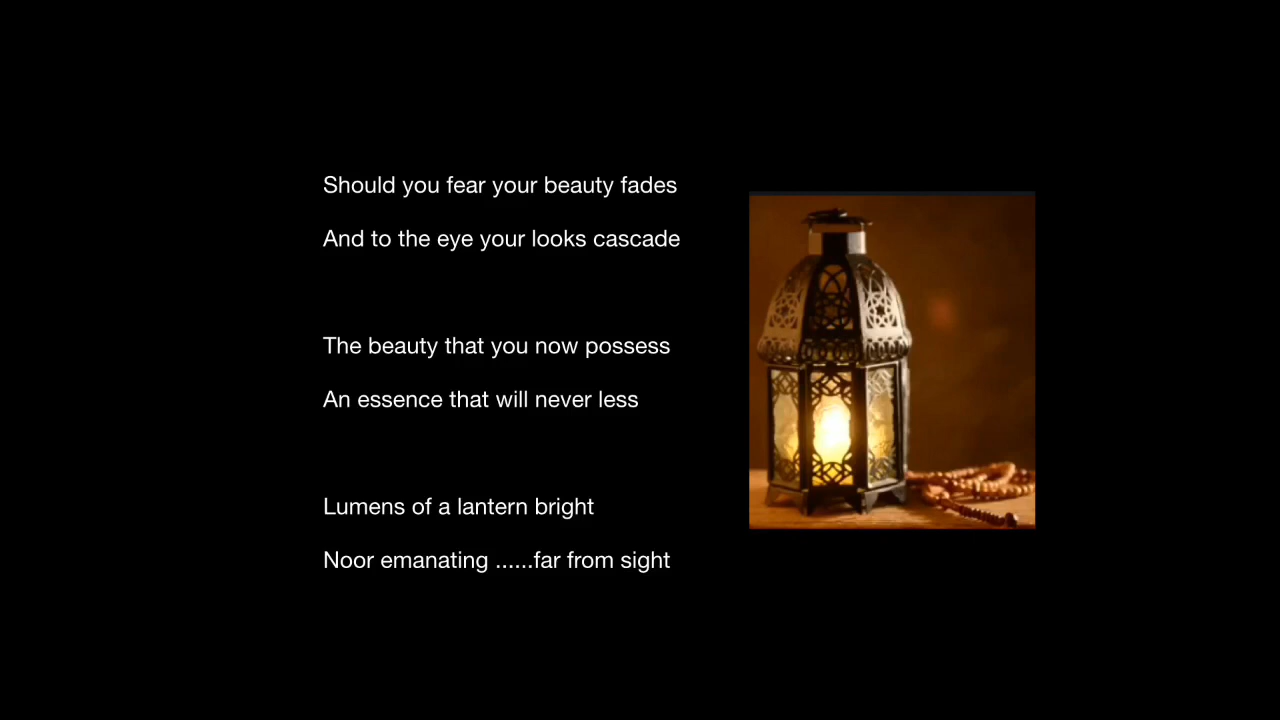 Should you fear your beauty fades
And to the eye your looks cascade
The beauty that you now possess
An essence that will never less
Lumens of a lantern bright
Noor emanating ......far from sight